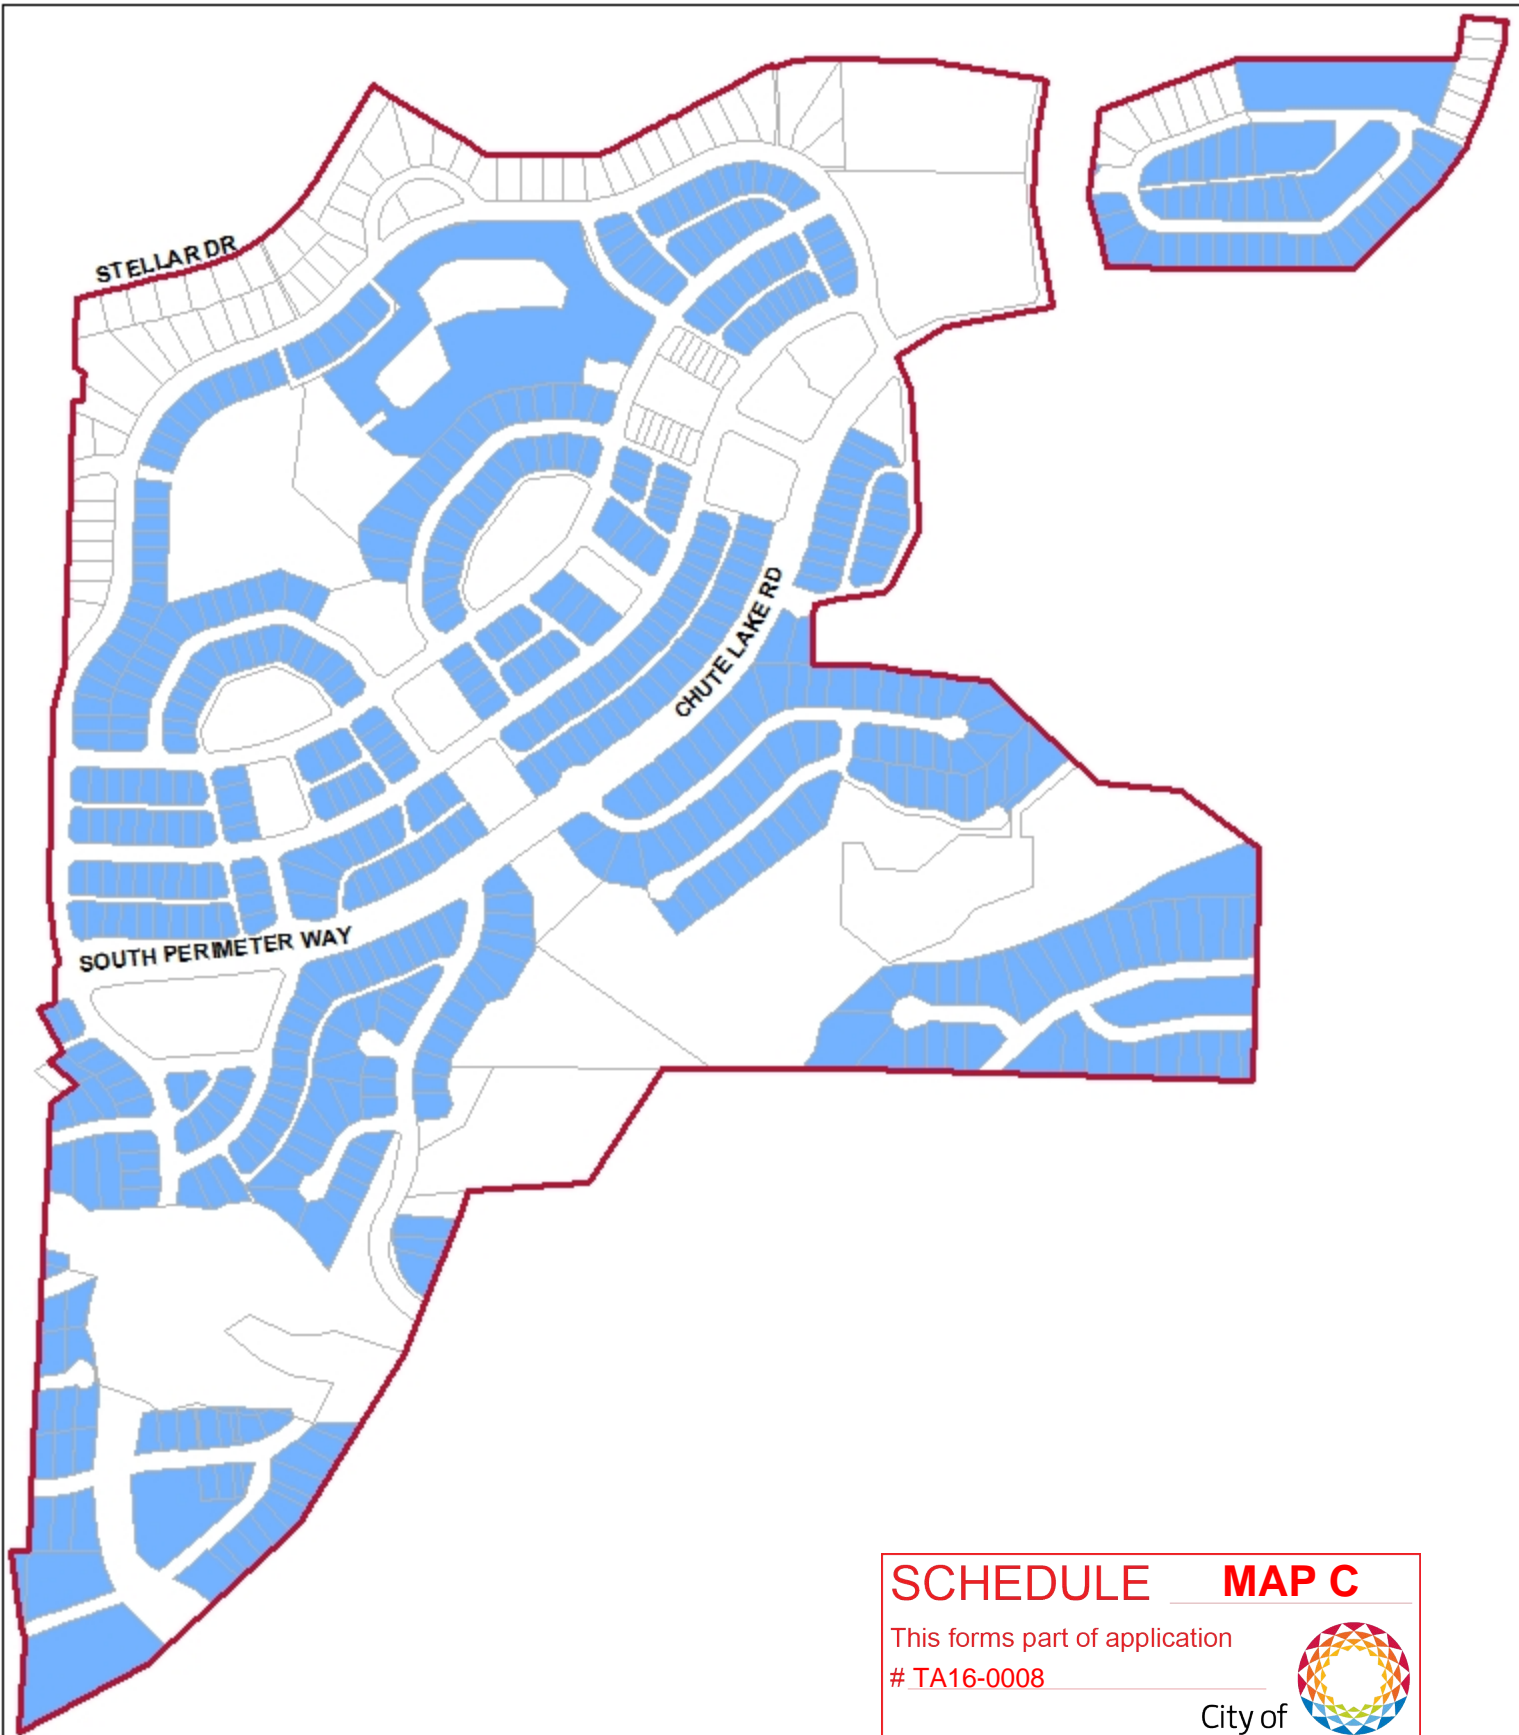 STELLAR DR
CHUTE LAKE RD
SOUTH PERIMETER WAY
SCHEDULE MAP C
This forms part of application
# TA16-0008
City of